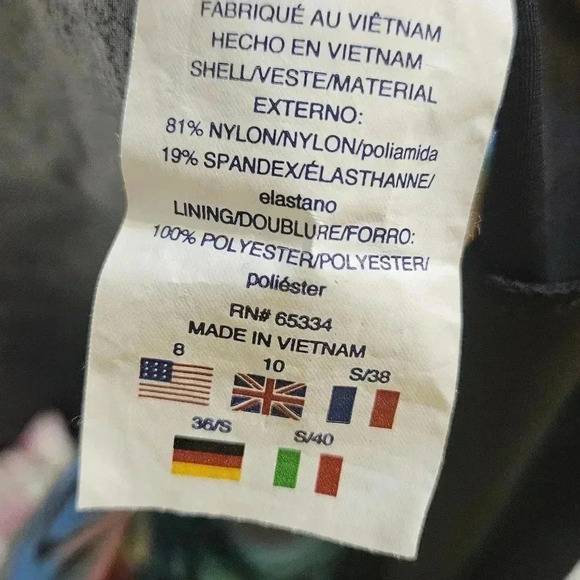 FABRIQUÉ AU VIÊTNAM
HECHO EN VIETNAM
SHELL/VESTE/MATERIAL
EXTERNO:
81% NYLON/NYLON/poliamida
19% SPANDEX/ÉLASTHANNE/
elastano
LINING/DOUBLURE/FORRO:
100% POLYESTER/POLYESTER/
poliéster
RN# 65334
MADE IN VIETNAM
8 10 S/38
36/S S/40